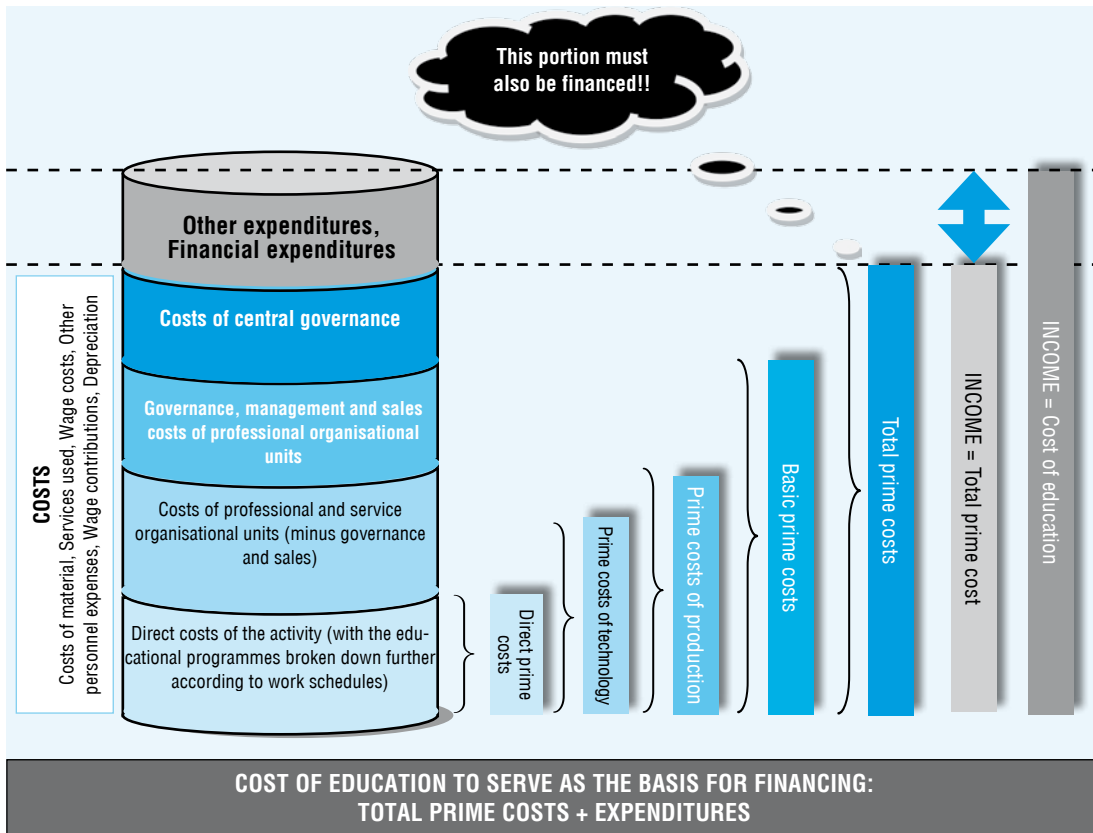 This portion must
also be financed!!
Other expenditures,
Financial expenditures
Costs of central governance
Governance, management and sales
costs of professional organisational
units
Costs of professional and service
organisational units (minus governance
and sales)
Direct costs of the activity (with the edu-
cational programmes broken down further
according to work schedules)
COSTS
Costs of material, Services used, Wage costs, Other
personnel expenses, Wage contributions, Depreciation
Direct prime
costs
Prime costs of technology
Prime costs of production
Basic prime costs
Total prime costs
INCOME = Total prime cost
INCOME = Cost of education
COST OF EDUCATION TO SERVE AS THE BASIS FOR FINANCING:
TOTAL PRIME COSTS + EXPENDITURES